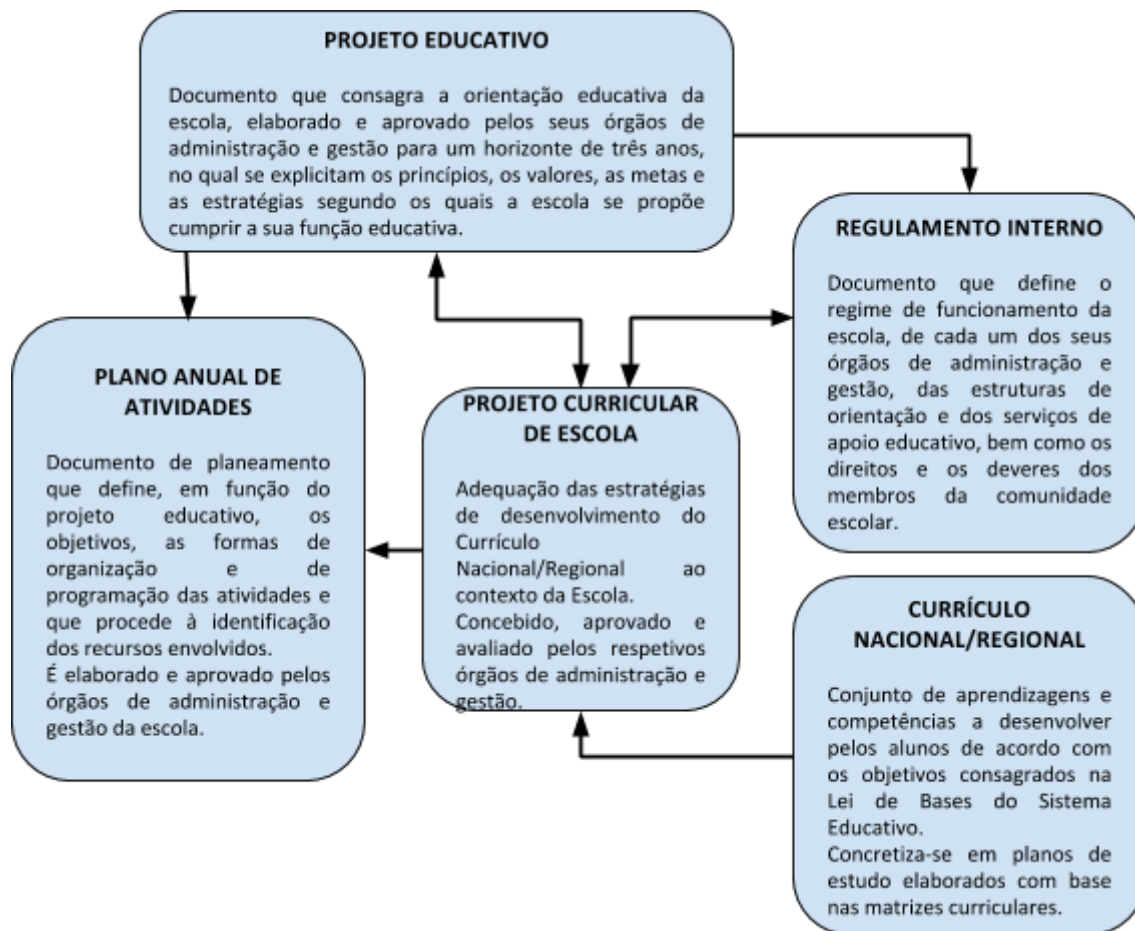 PROJETO EDUCATIVO
Documento que consagra a orientação educativa da
escola, elaborado e aprovado pelos seus órgãos de
administração e gestão para um horizonte de três anos,
no qual se explicitam os princípios, os valores, as metas e
as estratégias segundo os quais a escola se propõe
cumprir a sua função educativa.
REGULAMENTO INTERNO
Documento que define o
regime de funcionamento da
escola, de cada um dos seus
órgãos de administração e
gestão, das estruturas de
orientação e dos serviços de
apoio educativo, bem como os
direitos e os deveres dos
membros da comunidade
escolar.
PLANO ANUAL DE
ATIVIDADES
Documento de planeamento
que define, em função do
projeto educativo, os
objetivos, as formas de
organização e de
programação das atividades e
que procede à identificação
dos recursos envolvidos.
É elaborado e aprovado pelos
órgãos de administração e
gestão da escola.
PROJETO CURRICULAR
DE ESCOLA
Adequação das estratégias
de desenvolvimento do
Currículo
Nacional/Regional ao
contexto da Escola.
Concebido, aprovado e
avaliado pelos respetivos
órgãos de administração e
gestão.
CURRÍCULO
NACIONAL/REGIONAL
Conjunto de aprendizagens e
competências a desenvolver
pelos alunos de acordo com
os objetivos consagrados na
Lei de Bases do Sistema
Educativo.
Concretiza-se em planos de
estudo elaborados com base
nas matrizes curriculares.